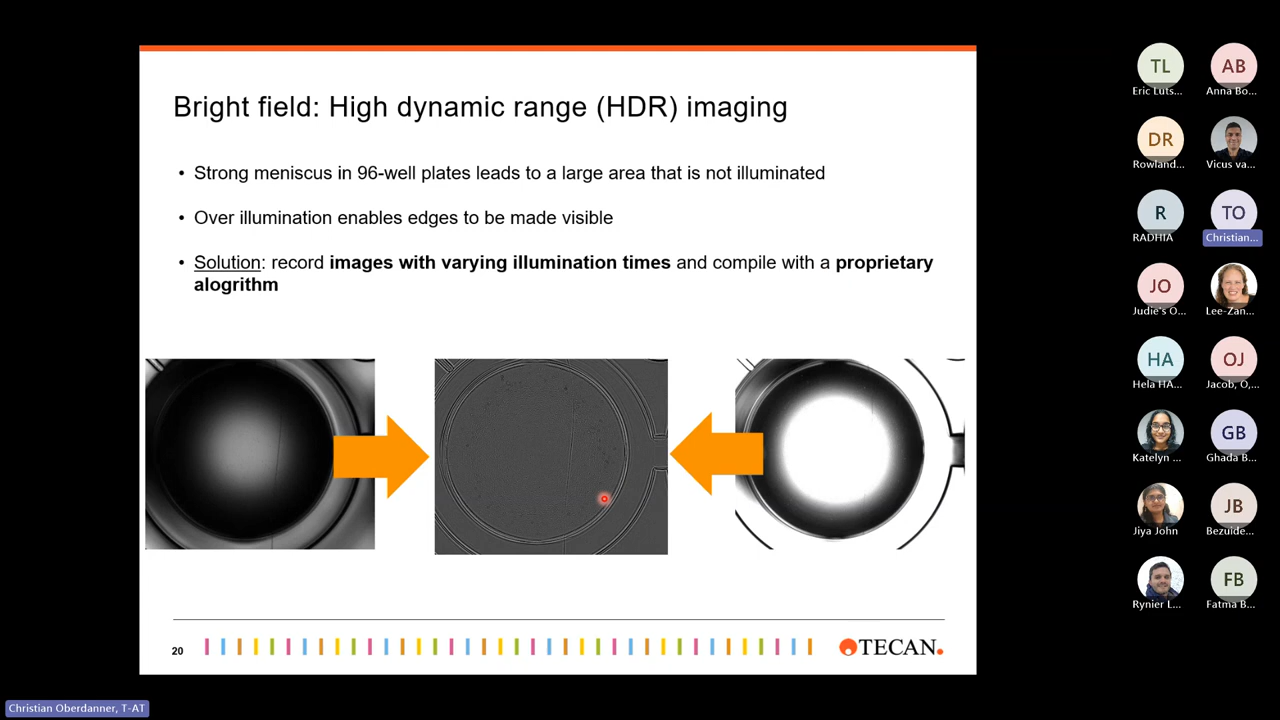 Bright field: High dynamic range (HDR) imaging
• Strong meniscus in 96-well plates leads to a large area that is not illuminated
• Over illumination enables edges to be made visible
• Solution: record images with varying illumination times and compile with a proprietary
alogrithm
20
TECAN.
TL
Eric Luts...
AB
Anna Bo...
DR
Rowland...
Vicus va...
R
RADHIA
TO
Christian...
JO
Judie's O...
Lee-Zan...
HA
Hela HA...
OJ
Jacob, O,...
Katelyn ...
GB
Ghada B...
Jiya John
JB
Bezuide...
Rynier L...
FB
Fatma B...
Christian Oberdanner, T-AT